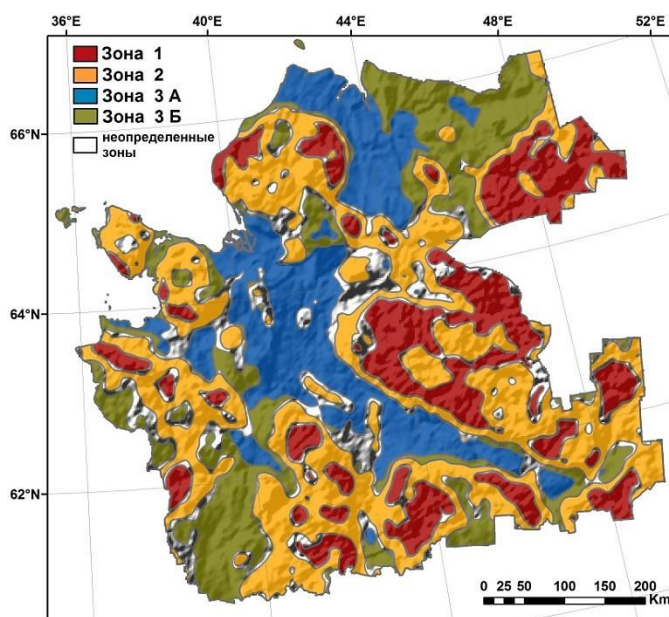 36°E 40°E 44°E 48°E 52°E
Зона 1
Зона 2
Зона 3 А
Зона 3 Б
неопределенные
зоны
66°N
64°N
62°N
0 25 50 100 150 200
Km